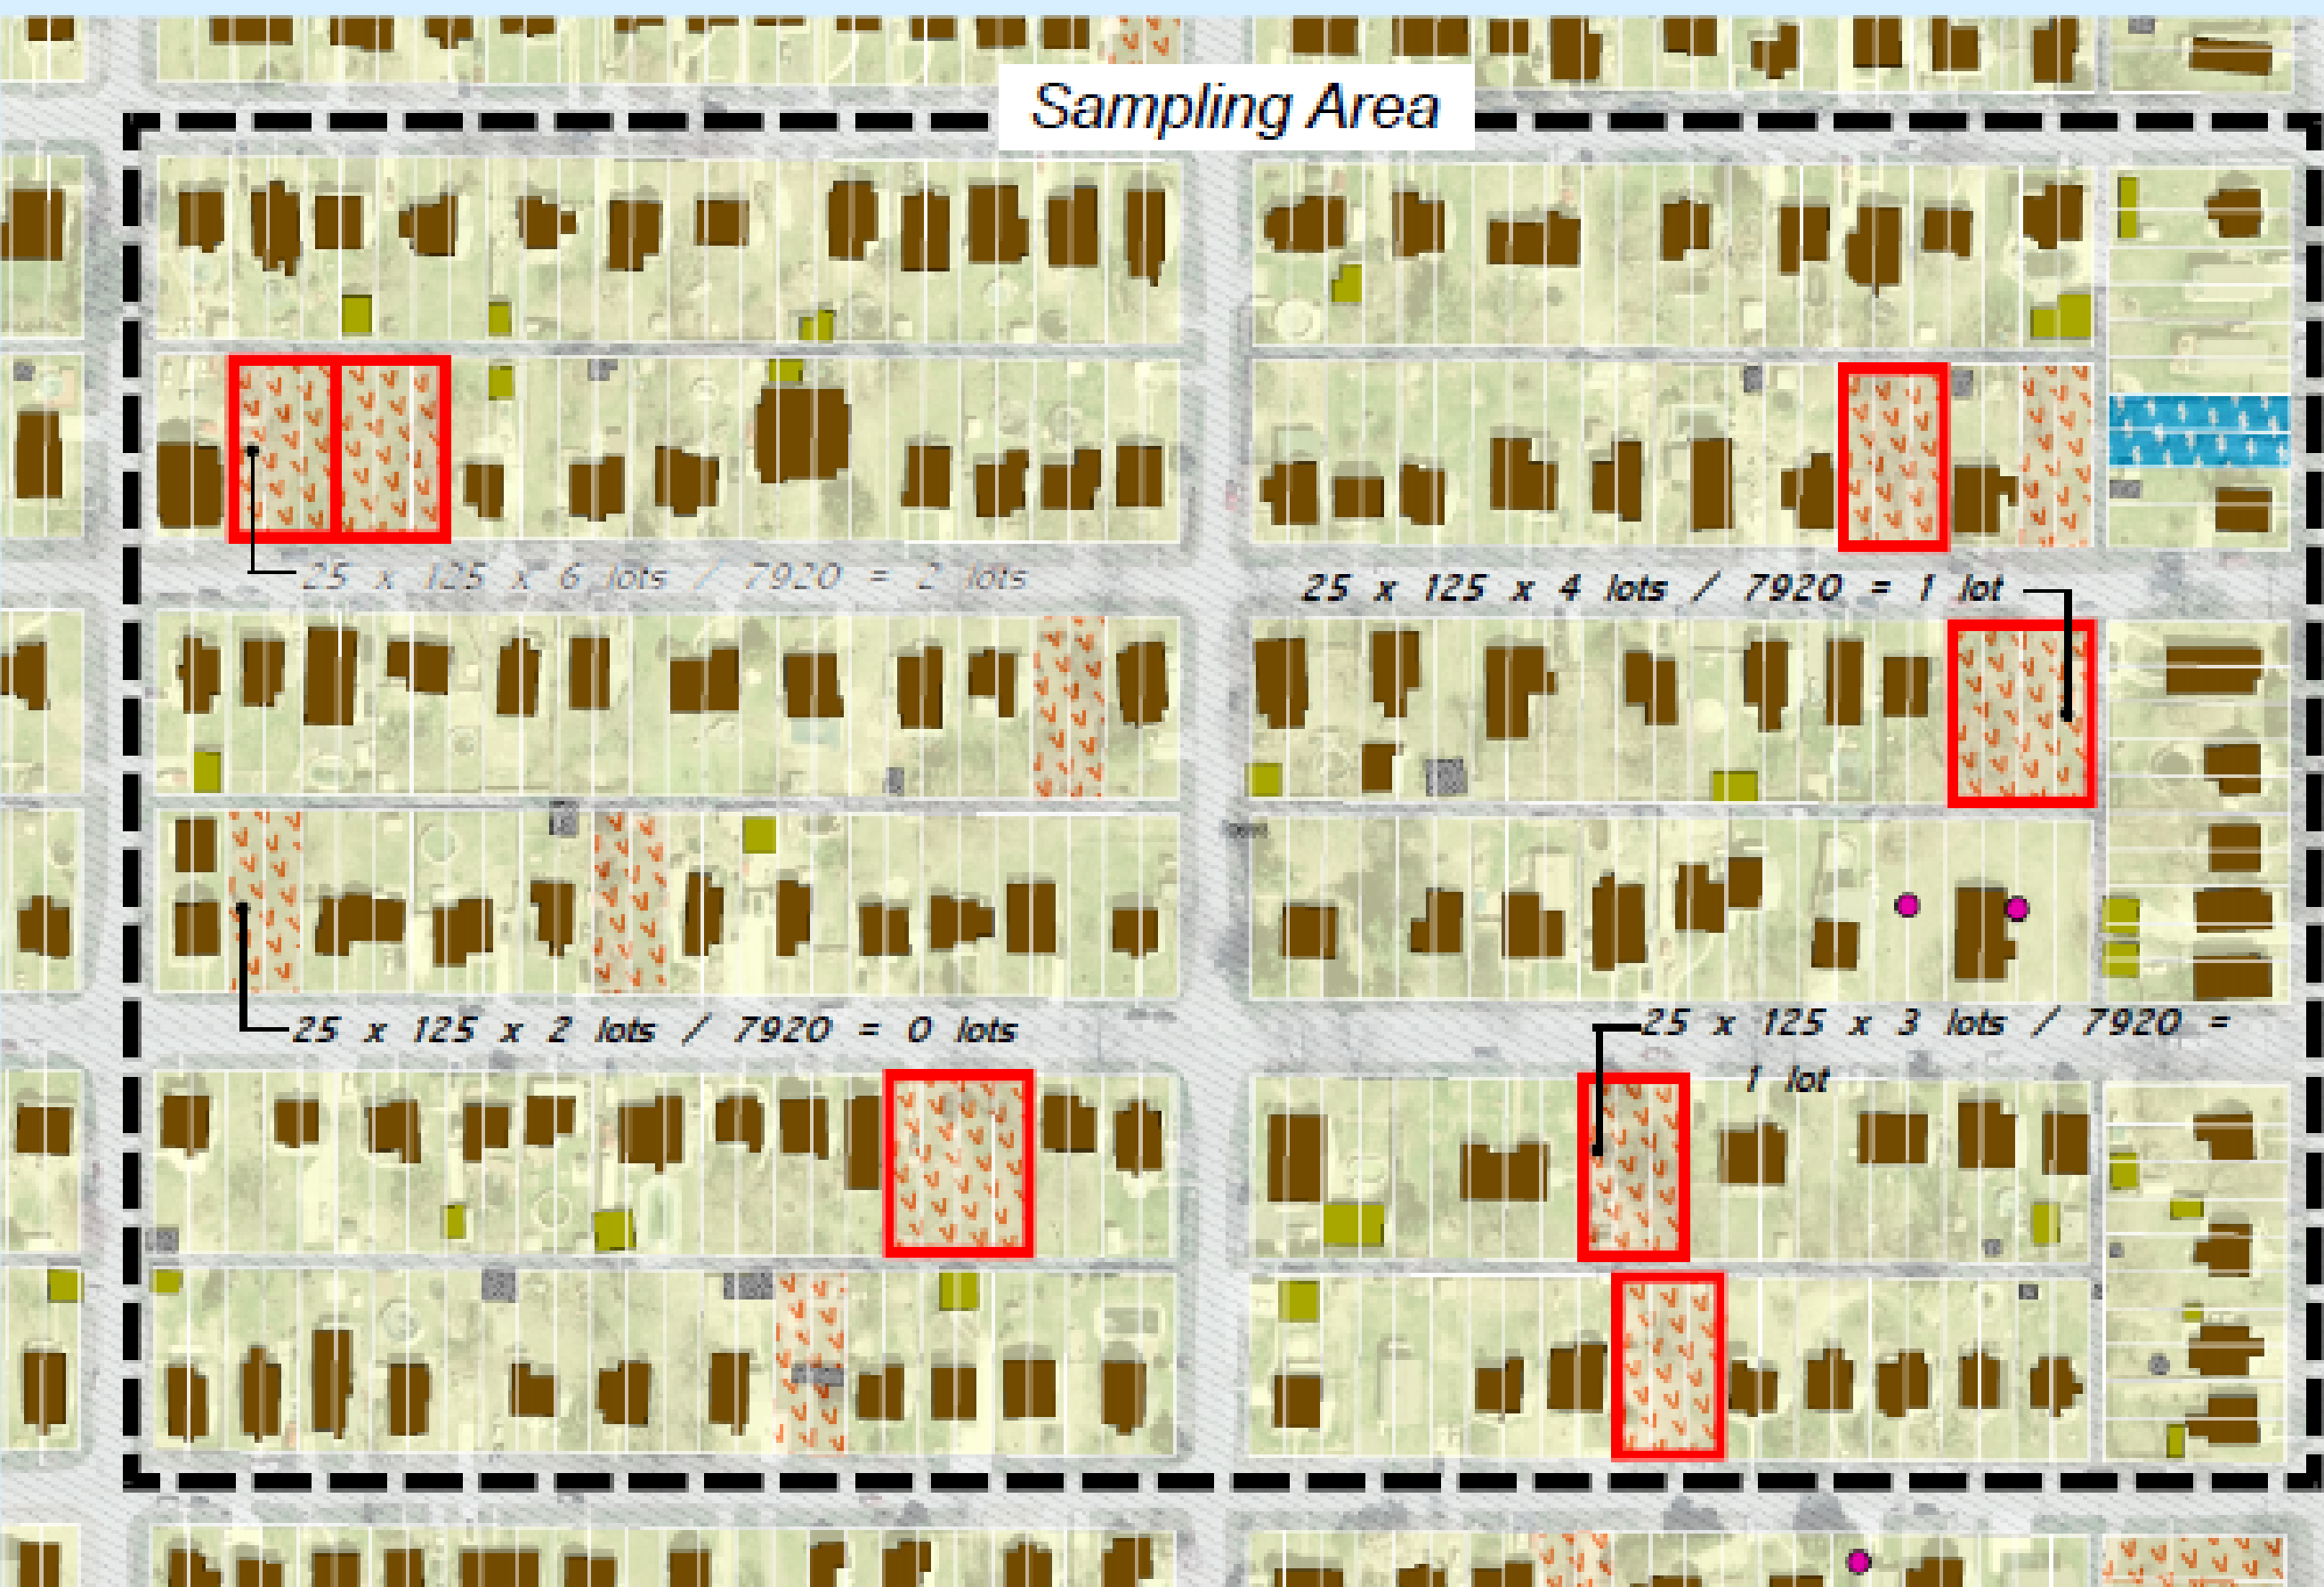 Sampling Area
25 x 125 x 6 lots / 7920 = 2 lots
25 x 125 x 4 lots / 7920 = 1 lot
25 x 125 x 2 lots / 7920 = 0 lots
25 x 125 x 3 lots / 7920 =
1 lot